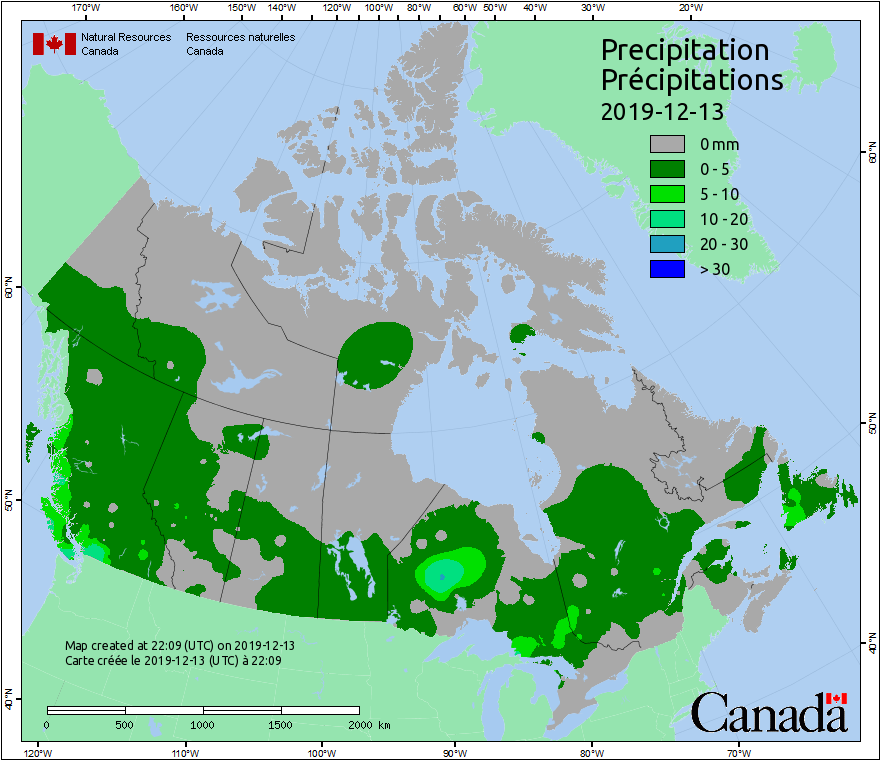 170°W 160°W 150°W 140°W 120°W 100°W 80°W 60°W 50°W 40°W 30°W 20°W
Natural Resources Ressources naturelles
Canada Canada
Precipitation
Précipitations
2019-12-13
0 mm
0 - 5
5 - 10
10 - 20
20 - 30
> 30
60°N
60°N
50°N
50°N
40°N
40°N
Map created at 22:09 (UTC) on 2019-12-13
Carte créée le 2019-12-13 (UTC) à 22:09
0 500 1000 1500 2000 km
Canada
120°W 110°W 100°W 90°W 80°W 70°W